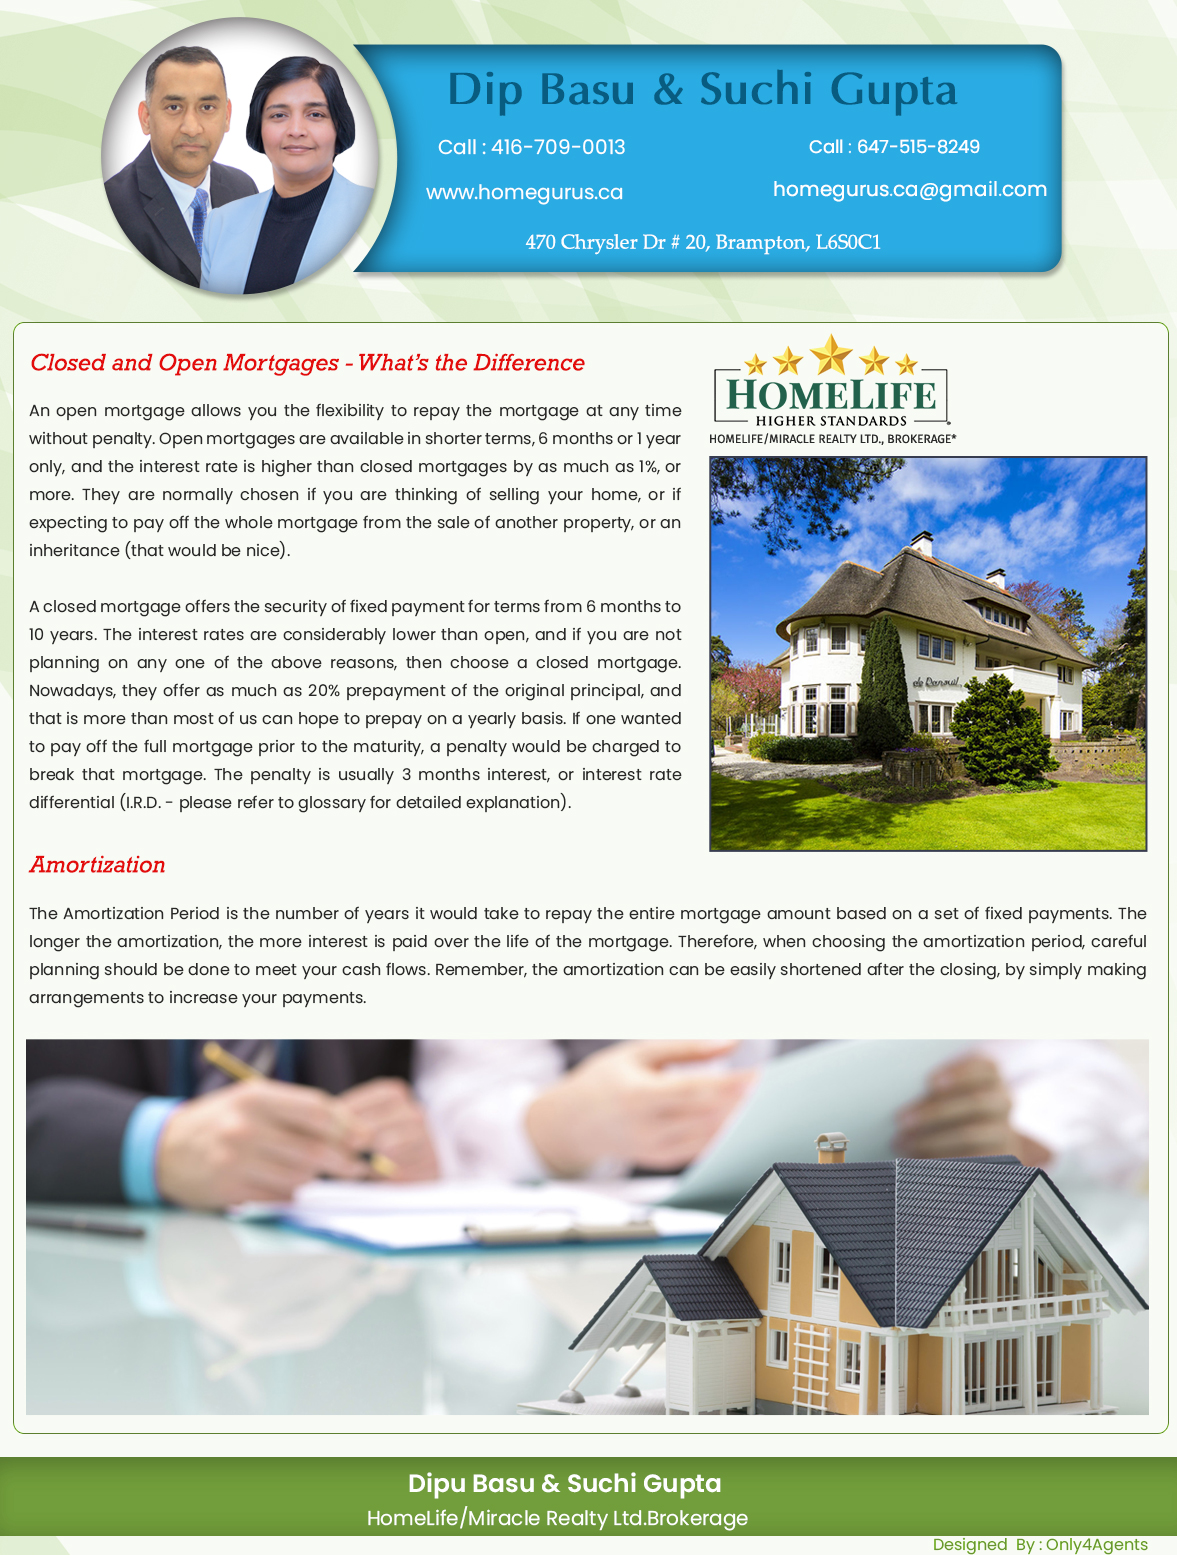 Dip Basu & Suchi Gupta
Call : 416-709-0013
Call : 647-515-8249
www.homegurus.ca
homegurus.ca@gmail.com
470 Chrysler Dr # 20, Brampton, L6S0C1
Closed and Open Mortgages - What's the Difference
An open mortgage allows you the flexibility to repay the mortgage at any time
without penalty. Open mortgages are available in shorter terms, 6 months or 1 year
only, and the interest rate is higher than closed mortgages by as much as 1%, or
more. They are normally chosen if you are thinking of selling your home, or if
expecting to pay off the whole mortgage from the sale of another property, or an
inheritance (that would be nice).
A closed mortgage offers the security of fixed payment for terms from 6 months to
10 years. The interest rates are considerably lower than open, and if you are not
planning on any one of the above reasons, then choose a closed mortgage.
Nowadays, they offer as much as 20% prepayment of the original principal, and
that is more than most of us can hope to prepay on a yearly basis. If one wanted
to pay off the full mortgage prior to the maturity, a penalty would be charged to
break that mortgage. The penalty is usually 3 months interest, or interest rate
differential (I.R.D. - please refer to glossary for detailed explanation).
HOMELIFE
HIGHER STANDARDS
HOMELIFE/MIRACLE REALTY LTD., BROKERAGE*
Amortization
The Amortization Period is the number of years it would take to repay the entire mortgage amount based on a set of fixed payments. The
longer the amortization, the more interest is paid over the life of the mortgage. Therefore, when choosing the amortization period, careful
planning should be done to meet your cash flows. Remember, the amortization can be easily shortened after the closing, by simply making
arrangements to increase your payments.
Dipu Basu & Suchi Gupta
HomeLife/Miracle Realty Ltd.Brokerage
Designed By : Only4Agents